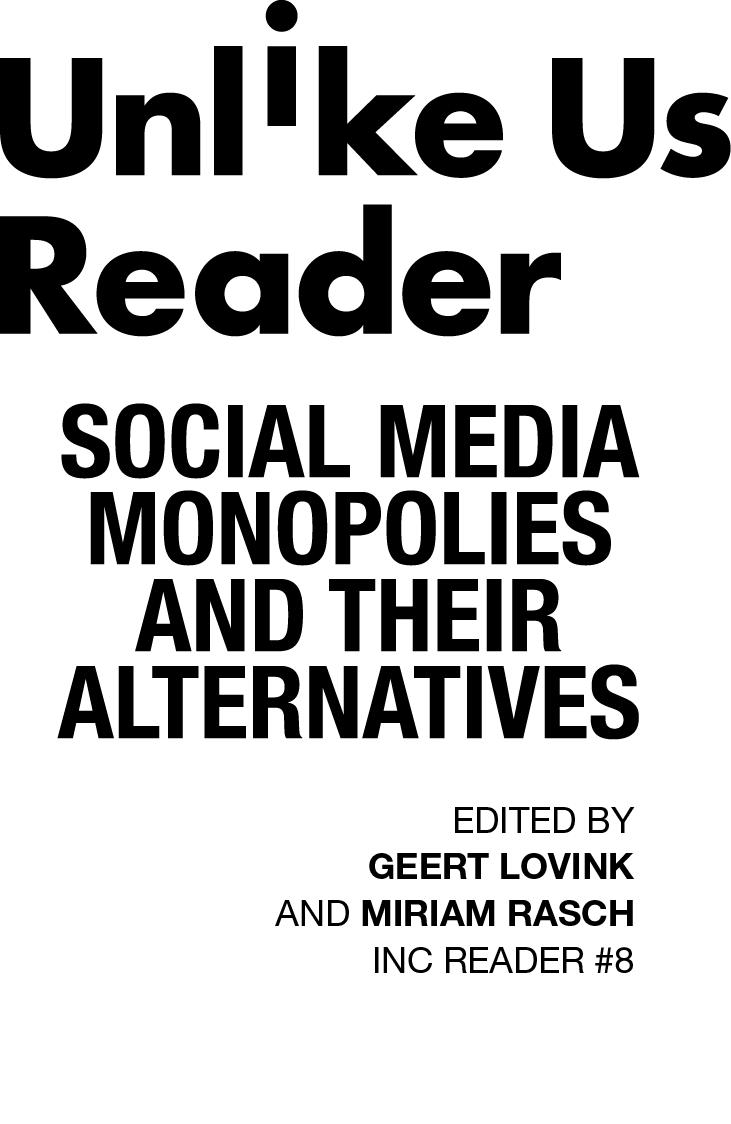 Unlike Us
Reader
SOCIAL MEDIA
MONOPOLIES
AND THEIR
ALTERNATIVES
EDITED BY
GEERT LOVINK
AND MIRIAM RASCH
INC READER #8